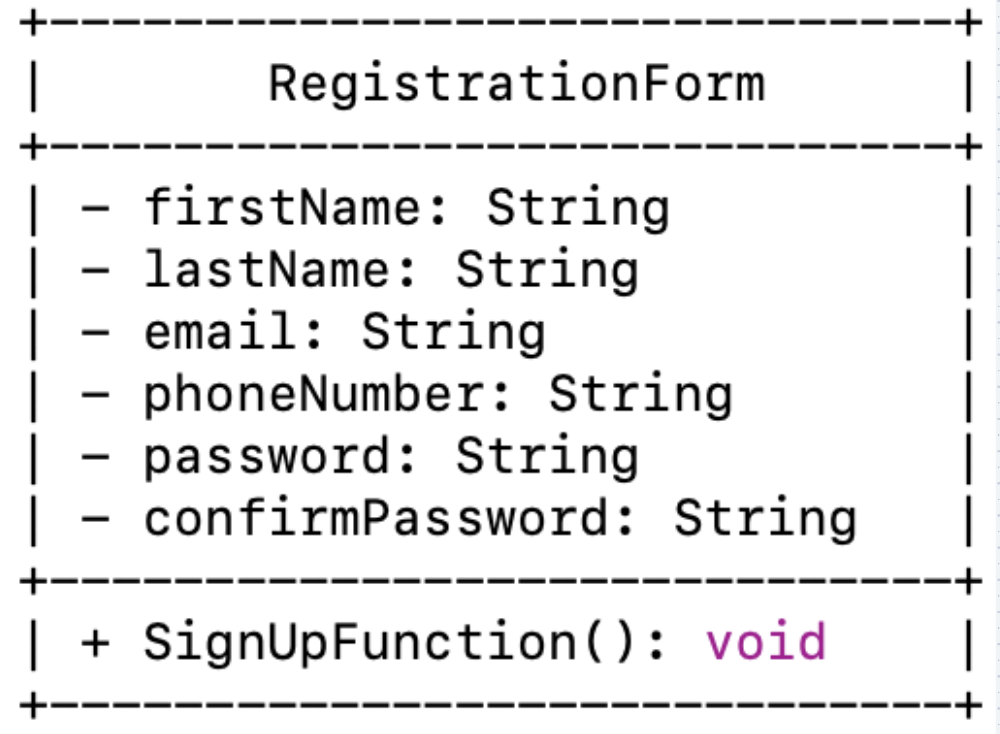 +-----------------------------+
| RegistrationForm |
+-----------------------------+
| - firstName: String |
| - lastName: String |
| - email: String |
| - phoneNumber: String |
| - password: String |
| - confirmPassword: String |
+-----------------------------+
| + SignUpFunction(): void |
+-----------------------------+